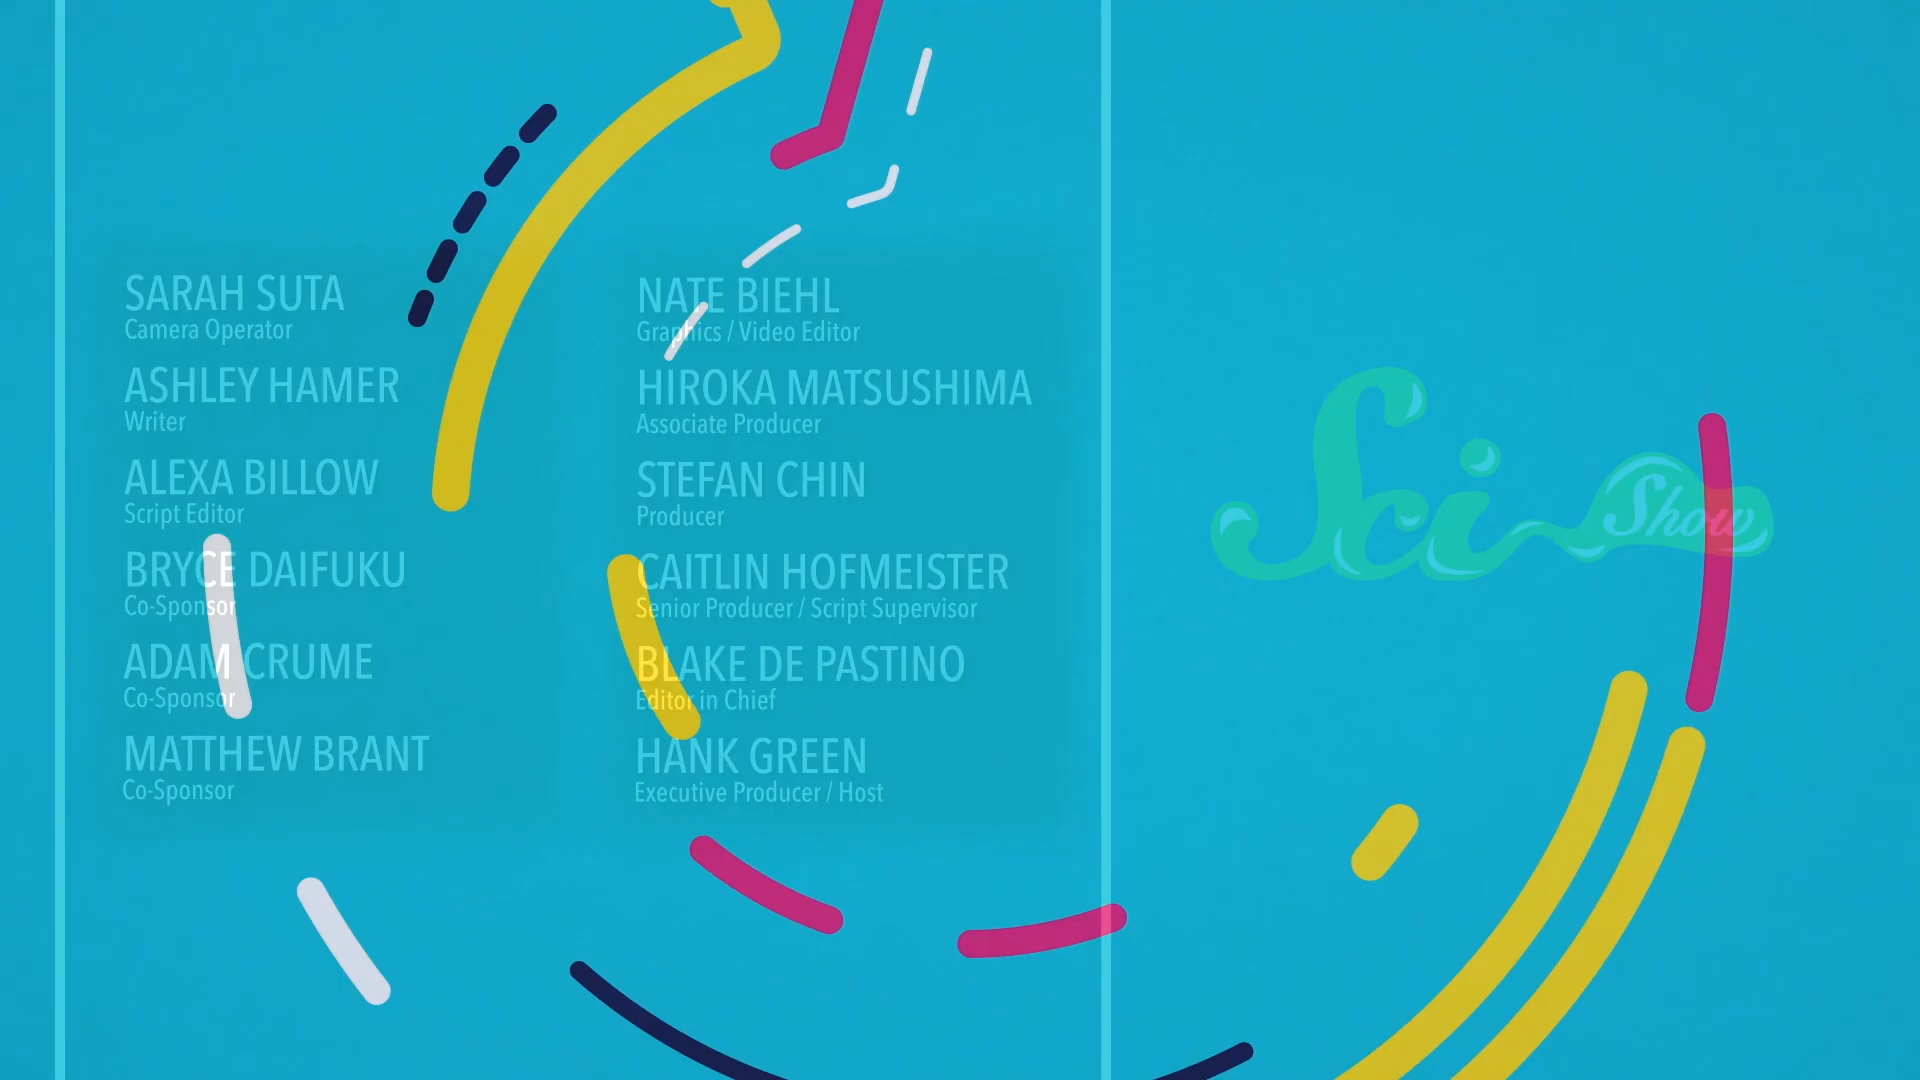 SARAH SUTA
Camera Operator
ASHLEY HAMER
Writer
ALEXA BILLOW
Script Editor
BRYCE DAIFUKU
Co-Sponsor
ADAM CRUME
Co-Sponsor
MATTHEW BRANT
Co-Sponsor
NATE BIEHL
Graphics / Video Editor
HIROKA MATSUSHIMA
Associate Producer
STEFAN CHIN
Producer
CAITLIN HOFMEISTER
Senior Producer / Script Supervisor
BLAKE DE PASTINO
Editor in Chief
HANK GREEN
Executive Producer / Host
Sci Show